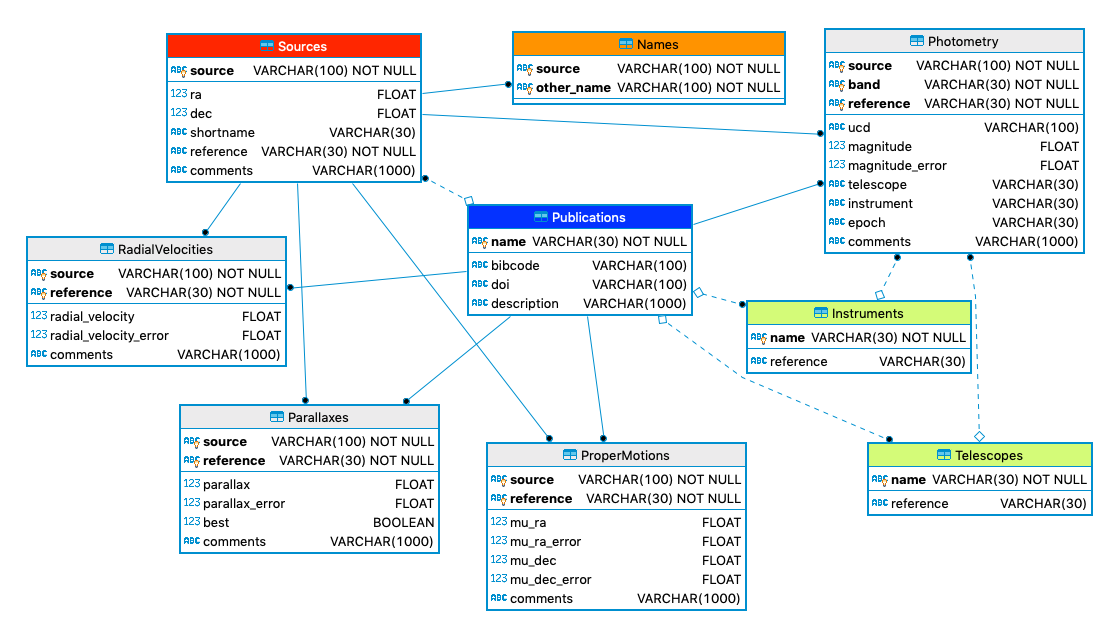 Sources
source VARCHAR(100) NOT NULL
ra FLOAT
dec FLOAT
shortname VARCHAR(30)
reference VARCHAR(30) NOT NULL
comments VARCHAR(1000)
Names
source VARCHAR(100) NOT NULL
other_name VARCHAR(100) NOT NULL
Photometry
source VARCHAR(100) NOT NULL
band VARCHAR(30) NOT NULL
reference VARCHAR(30) NOT NULL
ucd VARCHAR(100)
magnitude FLOAT
magnitude_error FLOAT
telescope VARCHAR(30)
instrument VARCHAR(30)
epoch VARCHAR(30)
comments VARCHAR(1000)
Publications
name VARCHAR(30) NOT NULL
bibcode VARCHAR(100)
doi VARCHAR(100)
description VARCHAR(1000)
RadialVelocities
source VARCHAR(100) NOT NULL
reference VARCHAR(30) NOT NULL
radial_velocity FLOAT
radial_velocity_error FLOAT
comments VARCHAR(1000)
Instruments
name VARCHAR(30) NOT NULL
reference VARCHAR(30)
Parallaxes
source VARCHAR(100) NOT NULL
reference VARCHAR(30) NOT NULL
parallax FLOAT
parallax_error FLOAT
best BOOLEAN
comments VARCHAR(1000)
ProperMotions
source VARCHAR(100) NOT NULL
reference VARCHAR(30) NOT NULL
mu_ra FLOAT
mu_ra_error FLOAT
mu_dec FLOAT
mu_dec_error FLOAT
comments VARCHAR(1000)
Telescopes
name VARCHAR(30) NOT NULL
reference VARCHAR(30)